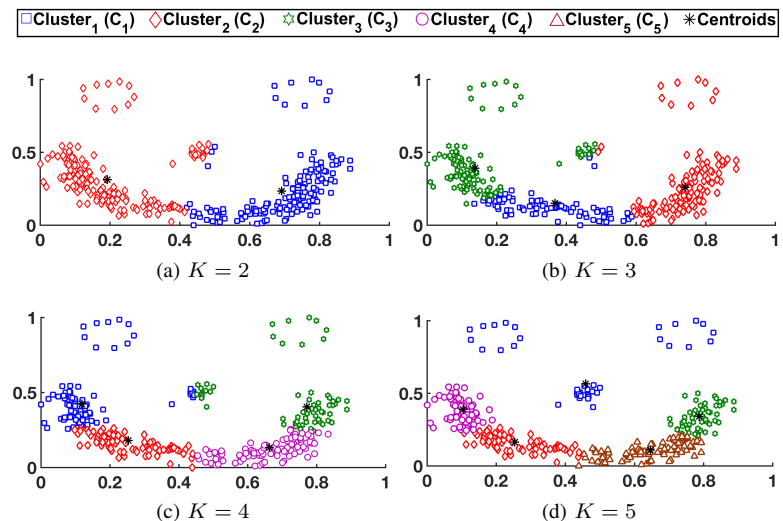 Cluster₁ (C₁) Cluster₂ (C₂) Cluster₃ (C₃) Cluster₄ (C₄) Cluster₅ (C₅) Centroids
1 1
0.5 0.5
0 0
0 0.2 0.4 0.6 0.8 1 0 0.2 0.4 0.6 0.8 1
(a) K = 2 (b) K = 3
1 1
0.5 0.5
0 0
0 0.2 0.4 0.6 0.8 1 0 0.2 0.4 0.6 0.8 1
(c) K = 4 (d) K = 5